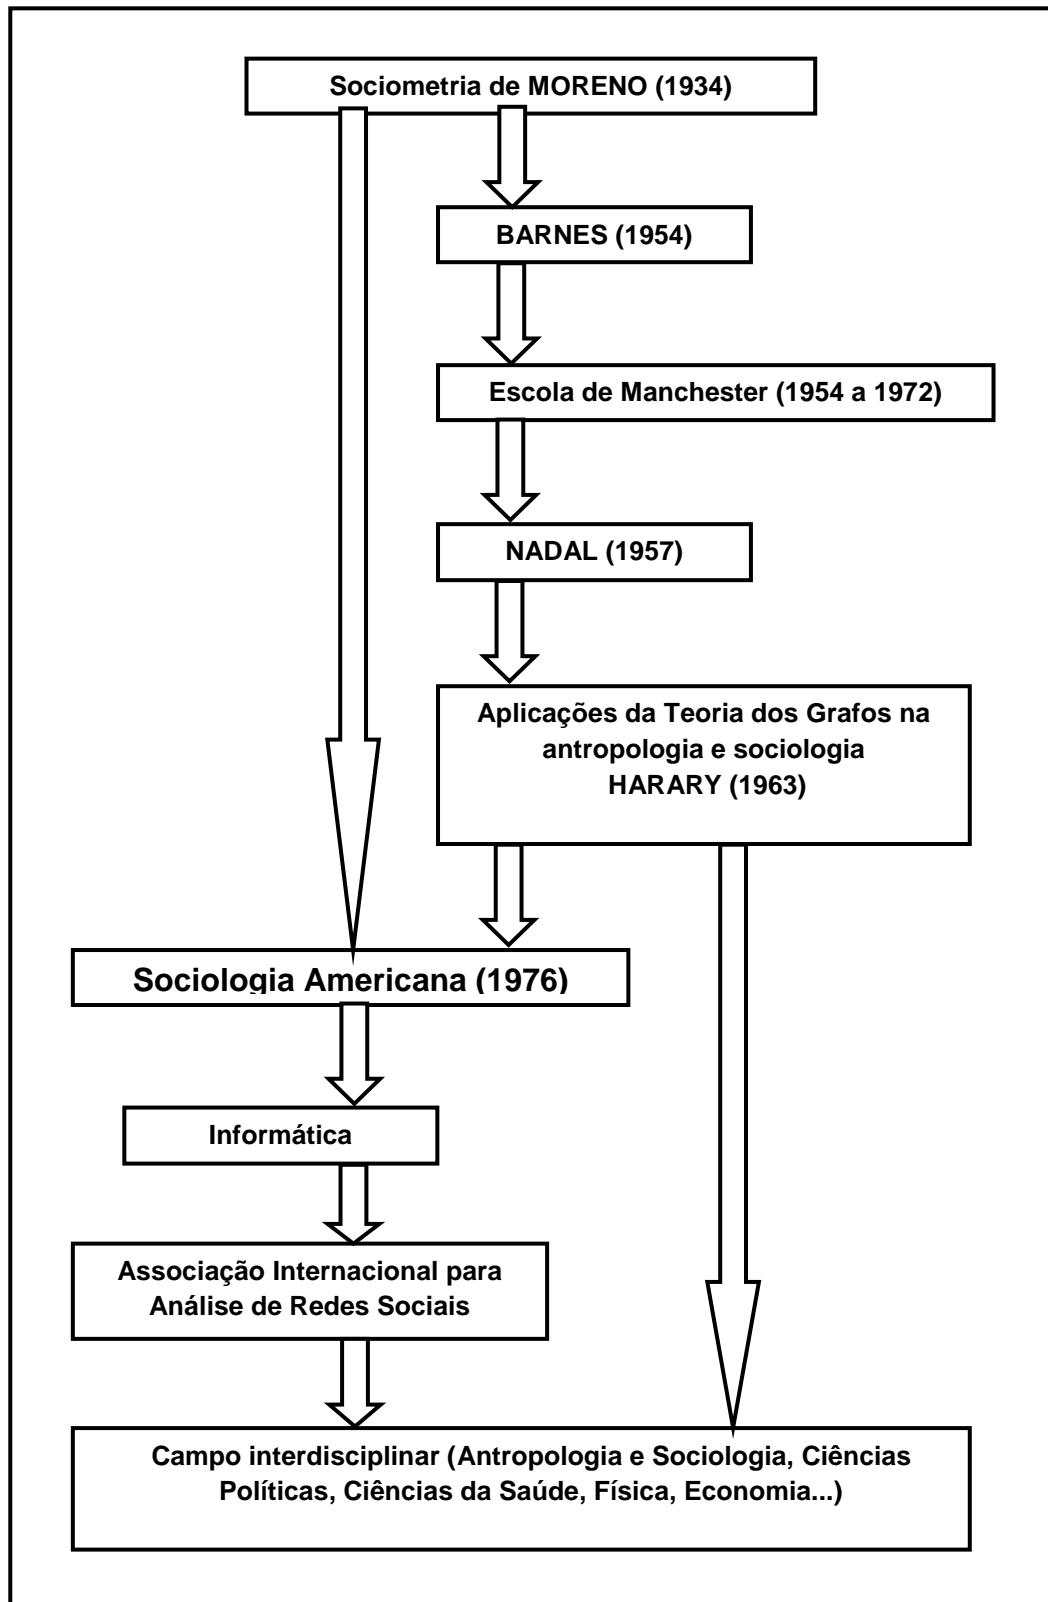 Sociometria de MORENO (1934)
BARNES (1954)
Escola de Manchester (1954 a 1972)
NADAL (1957)
Aplicações da Teoria dos Grafos na
antropologia e sociologia
HARARY (1963)
Sociologia Americana (1976)
Informática
Associação Internacional para
Análise de Redes Sociais
Campo interdisciplinar (Antropologia e Sociologia, Ciências
Políticas, Ciências da Saúde, Física, Economia...)